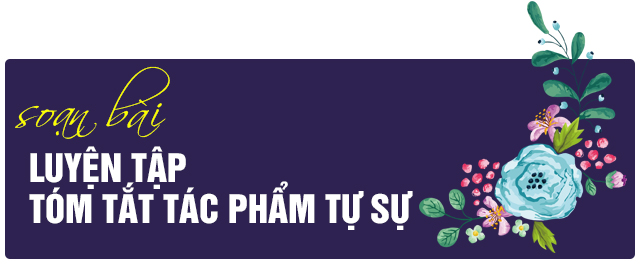 soạn bài
LUYỆN TẬP
TÓM TẮT TÁC PHẨM TỰ SỰ